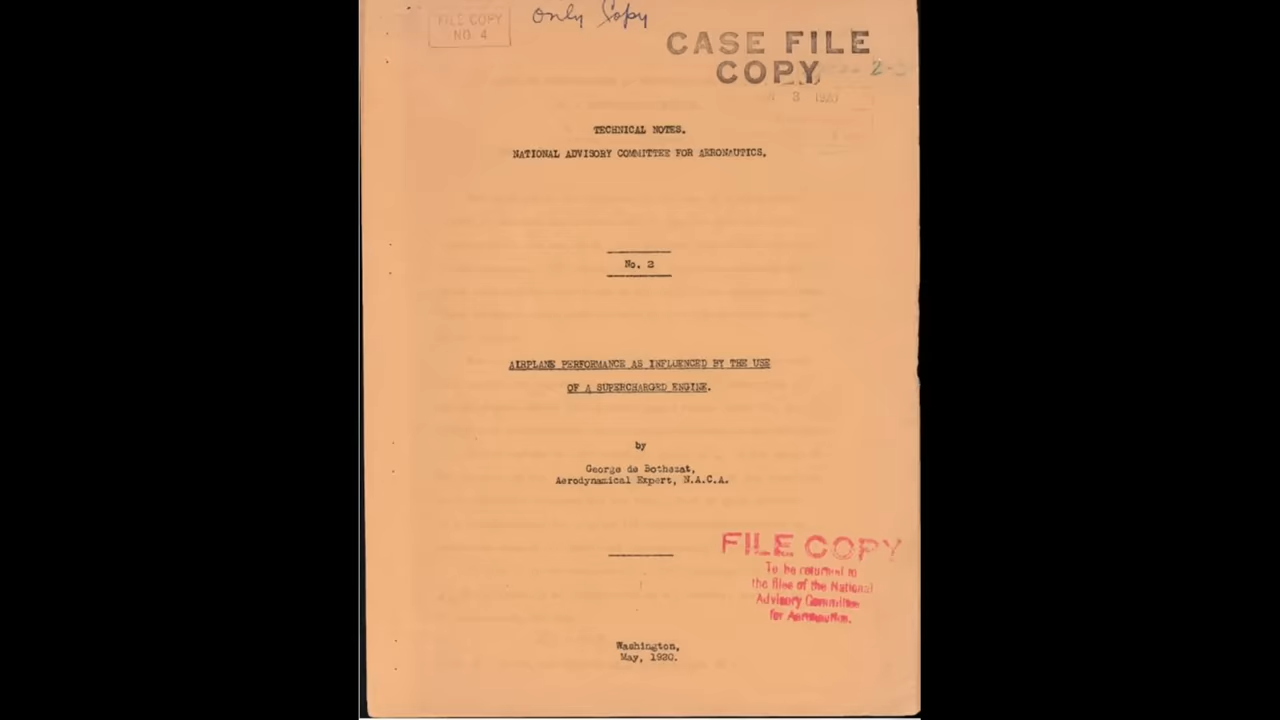 FILE COPY
NO. 4
Only Copy
CASE FILE
COPY
TECHNICAL NOTES.
NATIONAL ADVISORY COMMITTEE FOR AERONAUTICS.
No. 2
AIRPLANE PERFORMANCE AS INFLUENCED BY THE USE
OF A SUPERCHARGED ENGINE.
by
George de Bothezat,
Aerodynamical Expert, N.A.C.A.
FILE COPY
To be returned to
the files of the National
Advisory Committee
for Aeronautics.
Washington,
May, 1920.